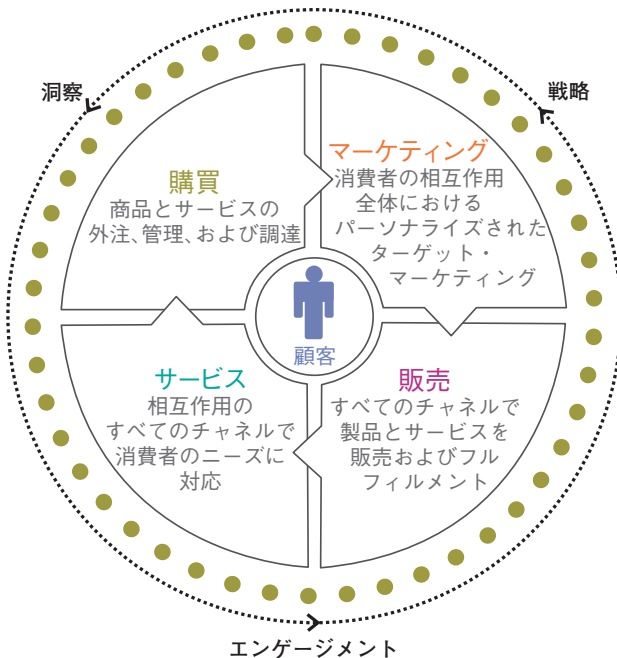 洞察
戦略
購買
商品とサービスの
外注、管理、および調達
マーケティング
消費者の相互作用
全体における
パーソナライズされた
ターゲット・
マーケティング
顧客
サービス
相互作用の
すべてのチャネルで
消費者のニーズに
対応
販売
すべてのチャネルで
製品とサービスを
販売およびフル
フィルメント
エンゲージメント